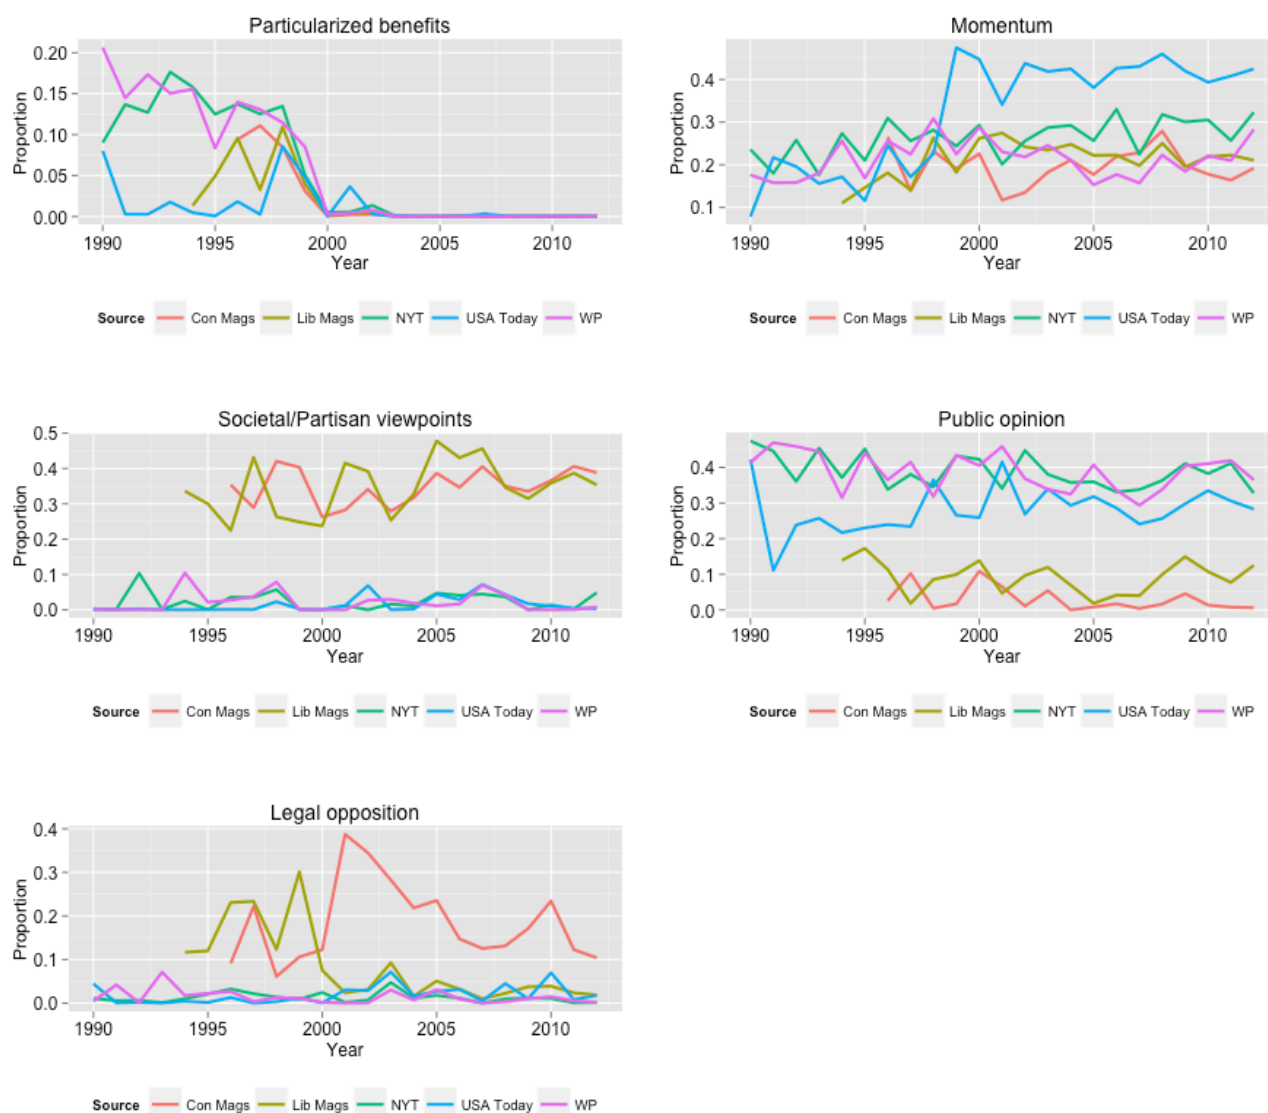 Particularized benefits
0.20
0.15
0.10
0.05
0.00
Proportion
1990 1995 2000 2005 2010
Year
Source Con Mags Lib Mags NYT USA Today WP
Momentum
0.4
0.3
0.2
0.1
Proportion
1990 1995 2000 2005 2010
Year
Source Con Mags Lib Mags NYT USA Today WP
Societal/Partisan viewpoints
0.5
0.4
0.3
0.2
0.1
0.0
Proportion
1990 1995 2000 2005 2010
Year
Source Con Mags Lib Mags NYT USA Today WP
Public opinion
0.4
0.3
0.2
0.1
0.0
Proportion
1990 1995 2000 2005 2010
Year
Source Con Mags Lib Mags NYT USA Today WP
Legal opposition
0.4
0.3
0.2
0.1
0.0
Proportion
1990 1995 2000 2005 2010
Year
Source Con Mags Lib Mags NYT USA Today WP